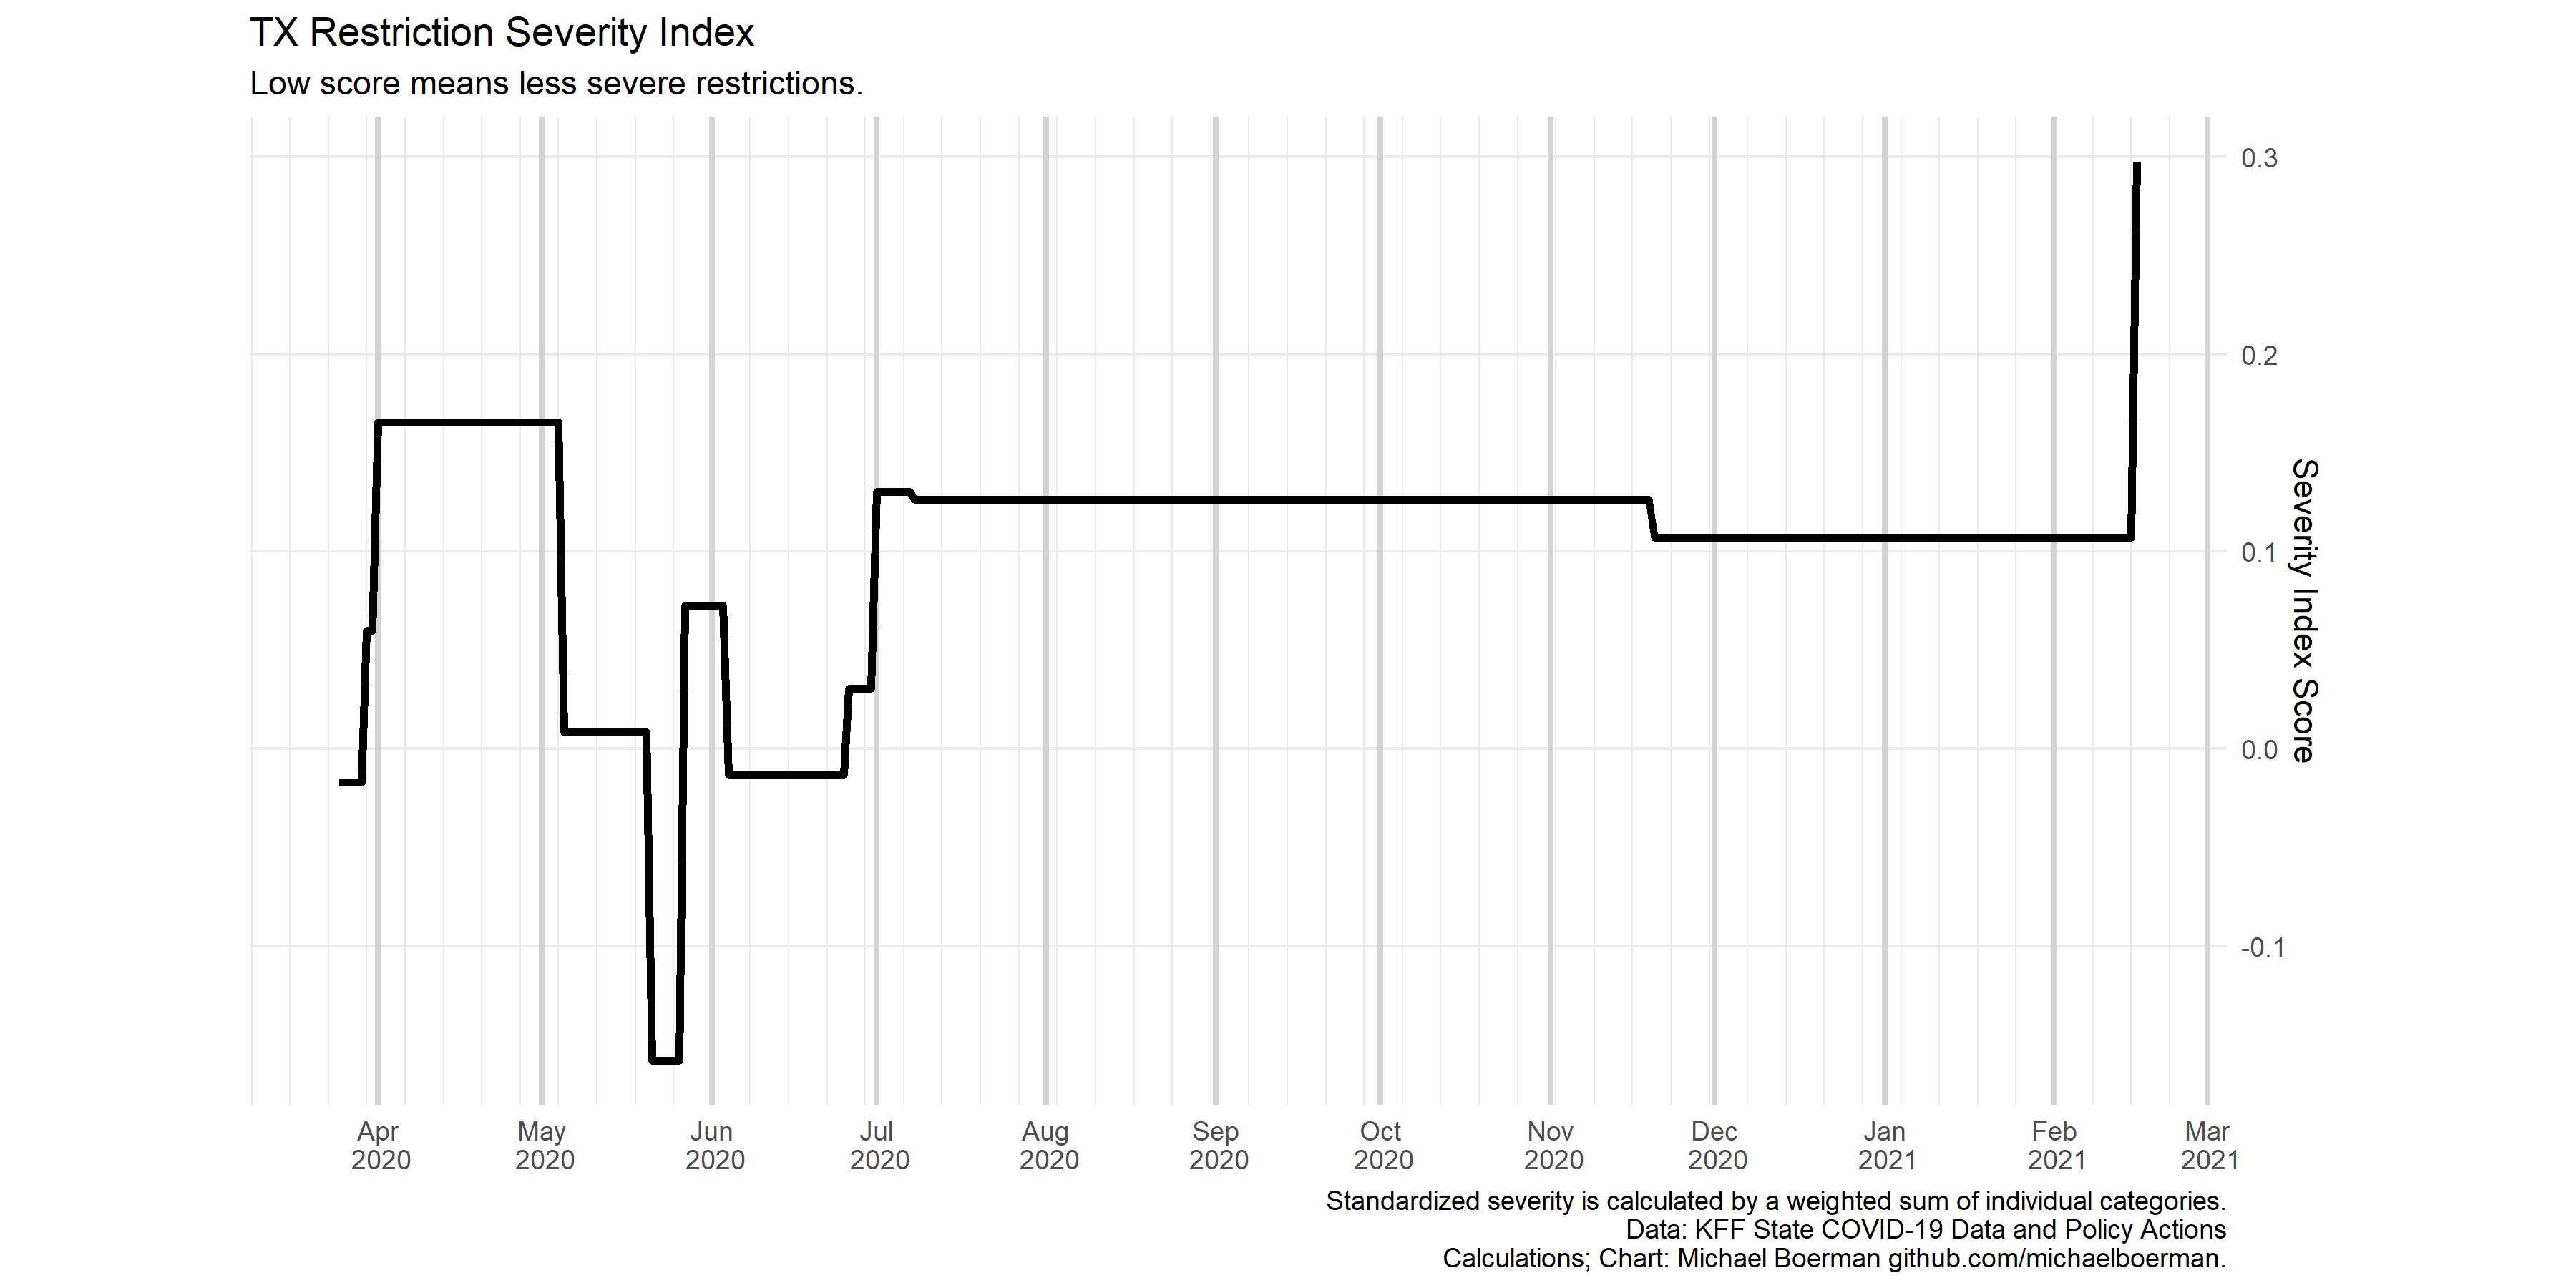 TX Restriction Severity Index
Low score means less severe restrictions.
0.3
0.2
0.1
0.0
-0.1
Severity Index Score
Apr
2020
May
2020
Jun
2020
Jul
2020
Aug
2020
Sep
2020
Oct
2020
Nov
2020
Dec
2020
Jan
2021
Feb
2021
Mar
2021
Standardized severity is calculated by a weighted sum of individual categories.
Data: KFF State COVID-19 Data and Policy Actions
Calculations; Chart: Michael Boerman github.com/michaelboerman.